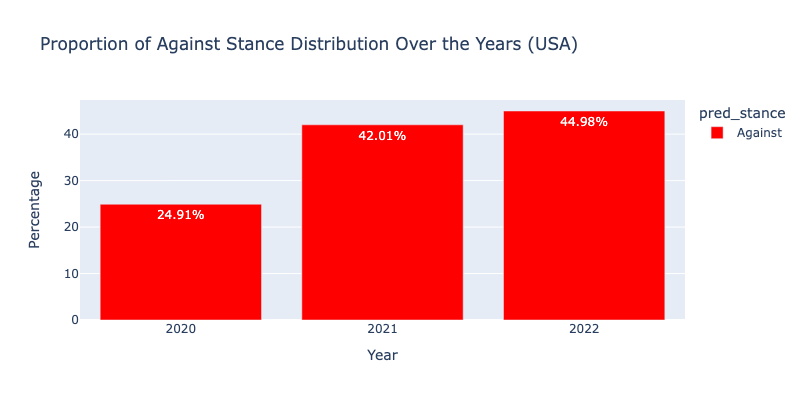 Proportion of Against Stance Distribution Over the Years (USA)
pred_stance
Against
Percentage
40
30
20
10
0
24.91%
42.01%
44.98%
2020
2021
2022
Year